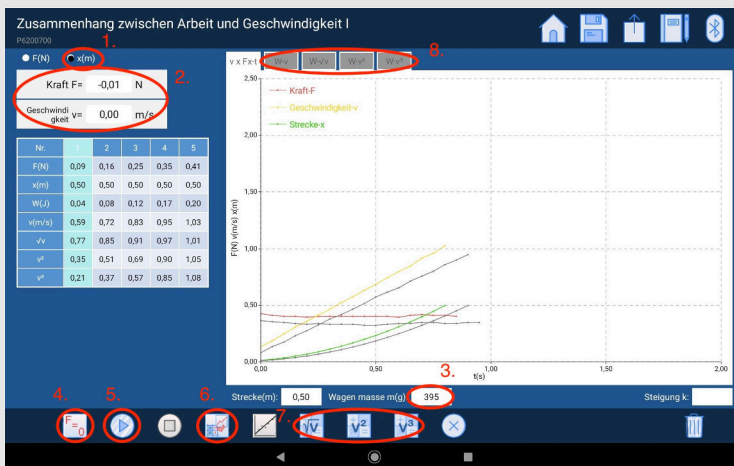 Zusammenhang zwischen Arbeit und Geschwindigkeit I
P6200700
1.
F(N) x(m)
2.
Kraft F= -0,01 N
Geschwindi
gkeit v= 0,00 m/s
Nr. 1 2 3 4 5
F(N) 0,09 0,16 0,25 0,35 0,41
x(m) 0,50 0,50 0,50 0,50 0,50
W(J) 0,04 0,08 0,12 0,17 0,20
v(m/s) 0,59 0,72 0,83 0,95 1,03
√v 0,77 0,85 0,91 0,97 1,01
v² 0,35 0,51 0,69 0,90 1,05
v³ 0,21 0,37 0,57 0,85 1,08
v x Fx-t W-v W-√v W-v² W-v³ 8.
2,50
2,00
1,50
1,00
0,50
0,00
F(N) v(m/s) x(m)
Kraft-F
Geschwindigkeit-v
Strecke-x
0,00 0,50 1,00 1,50 2,00
t(s)
3.
Strecke(m): 0,50 Wagen masse m(g) 395 Steigung k:
4. 5. 6. 7.
F=0 √V V² V³